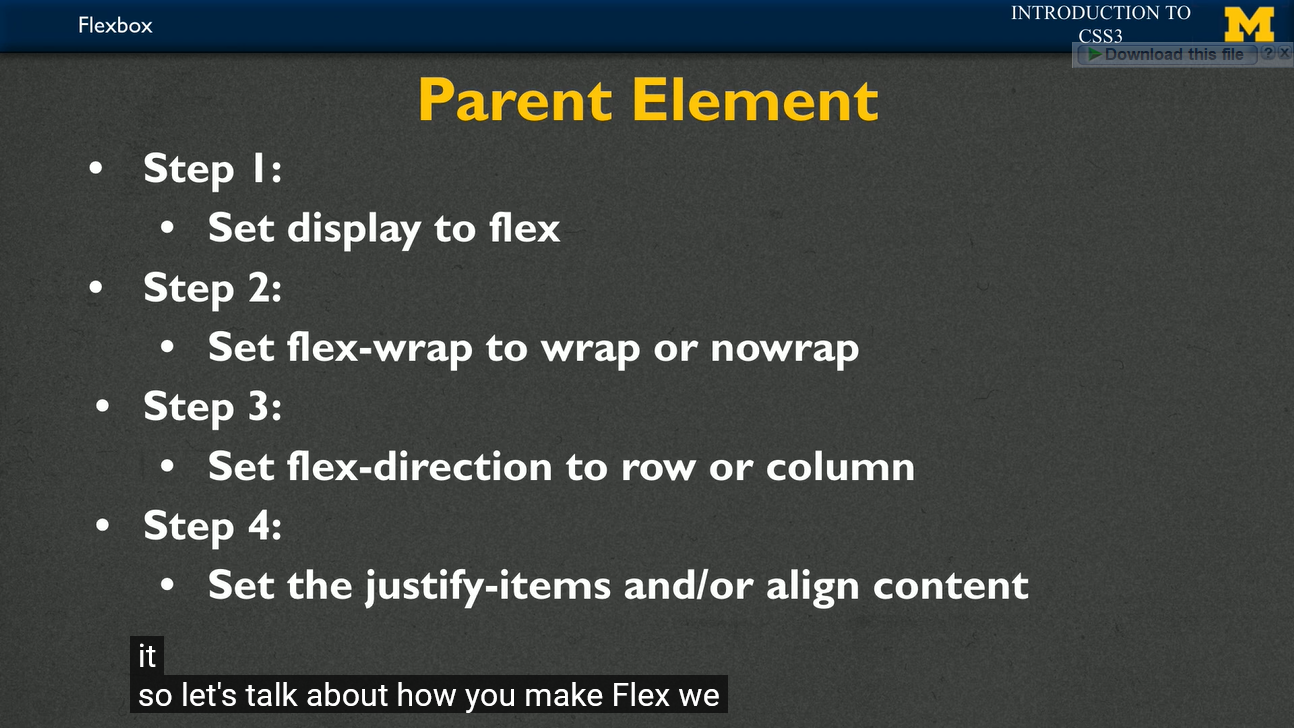 Flexbox
INTRODUCTION TO
CSS3
M
Download this file ? X
Parent Element
• Step 1:
• Set display to flex
• Step 2:
• Set flex-wrap to wrap or nowrap
• Step 3:
• Set flex-direction to row or column
• Step 4:
• Set the justify-items and/or align content
it
so let's talk about how you make Flex we